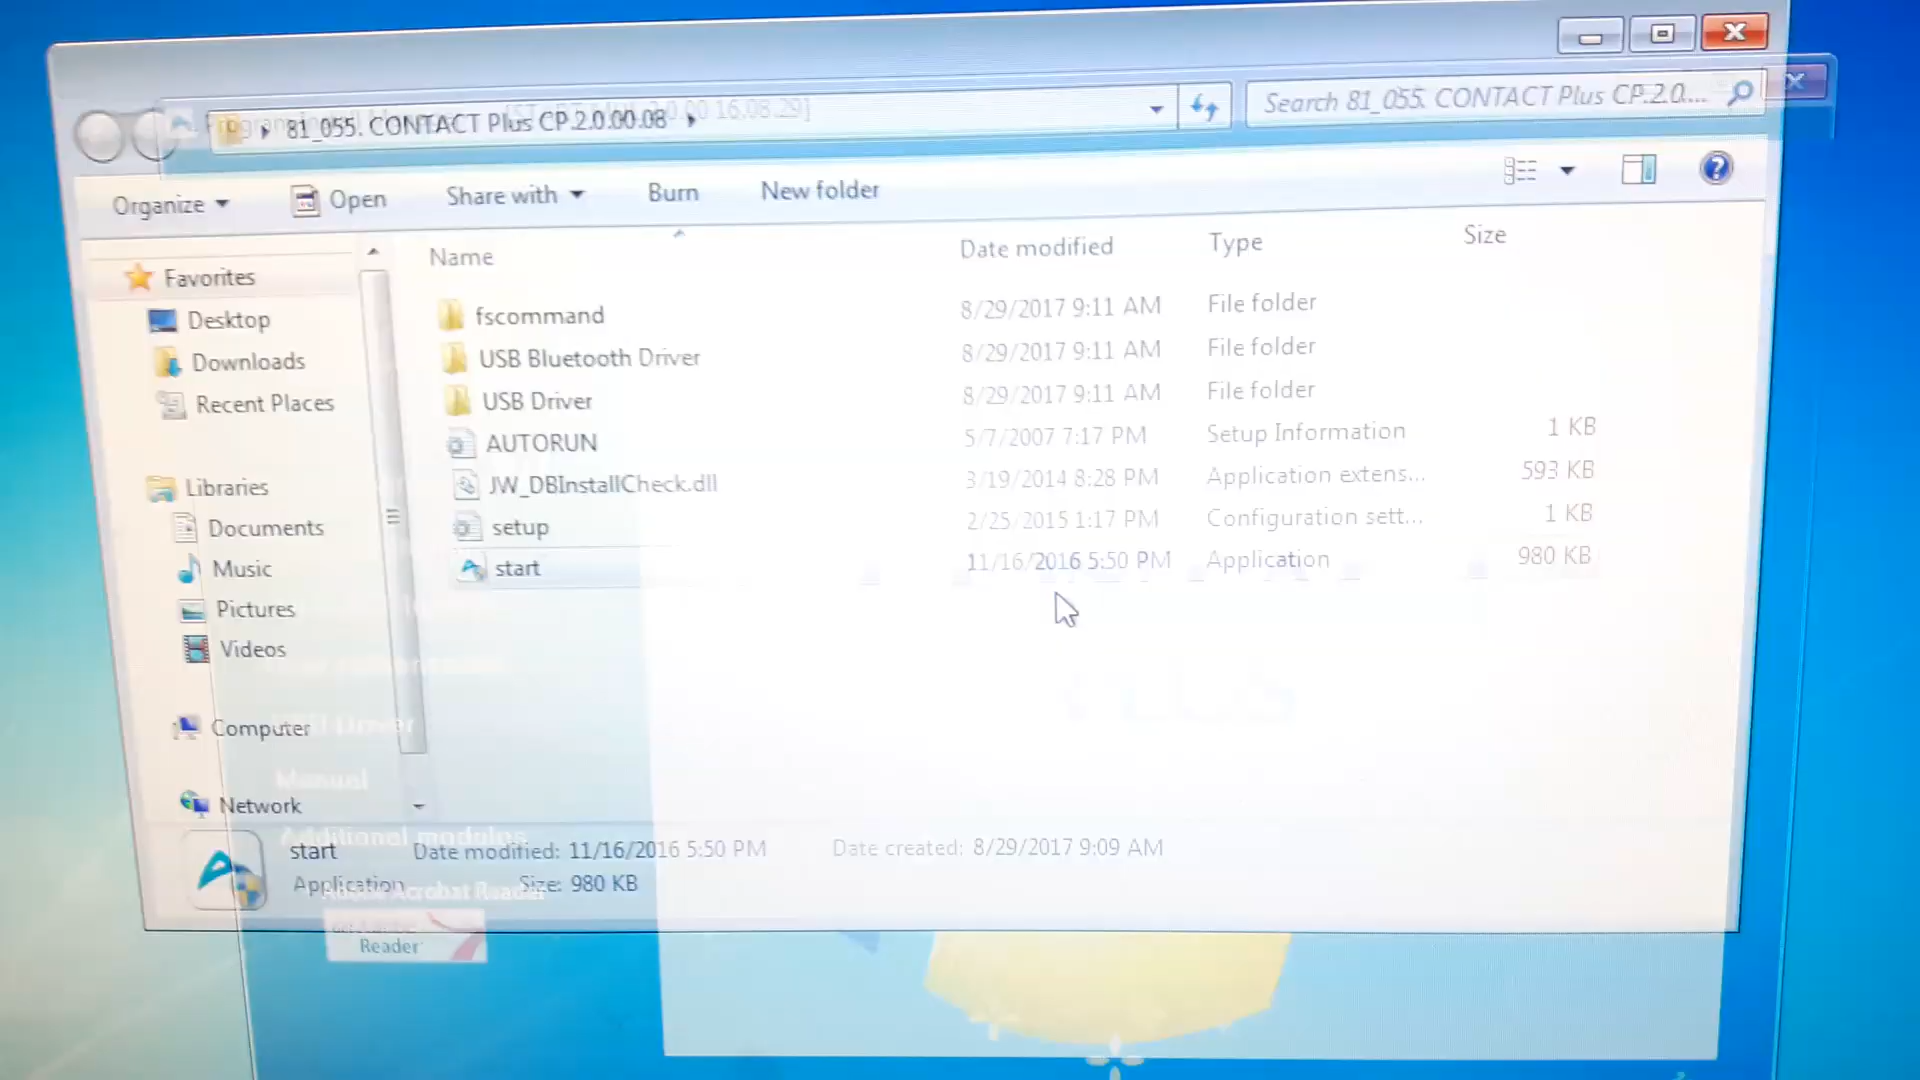 81_055. CONTACT Plus CP.2.0.00.08
Search 81_055. CONTACT Plus CP.2.0....
Organize Open Share with Burn New folder
Name Date modified Type Size
Favorites
Desktop
Downloads
Recent Places
Libraries
Documents
Music
Pictures
Videos
Computer
Network
fscommand 8/29/2017 9:11 AM File folder
USB Bluetooth Driver 8/29/2017 9:11 AM File folder
USB Driver 8/29/2017 9:11 AM File folder
AUTORUN 5/7/2007 7:17 PM Setup Information 1 KB
JW_DBInstallCheck.dll 3/19/2014 8:28 PM Application extens... 593 KB
setup 2/25/2015 1:17 PM Configuration sett... 1 KB
start 11/16/2016 5:50 PM Application 980 KB
Manual
Additional modules
start Date modified: 11/16/2016 5:50 PM Date created: 8/29/2017 9:09 AM
Application Size: 980 KB
Acrobat Reader
Reader
PLUS